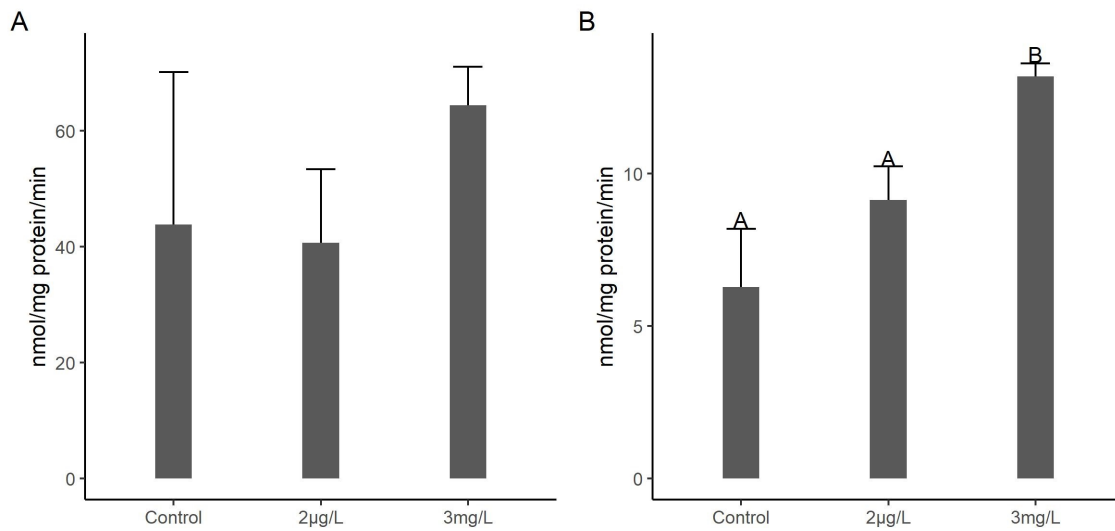 A
nmol/mg protein/min
60
40
20
0
Control
2µg/L
3mg/L
B
nmol/mg protein/min
10
5
0
A
A
B
Control
2µg/L
3mg/L